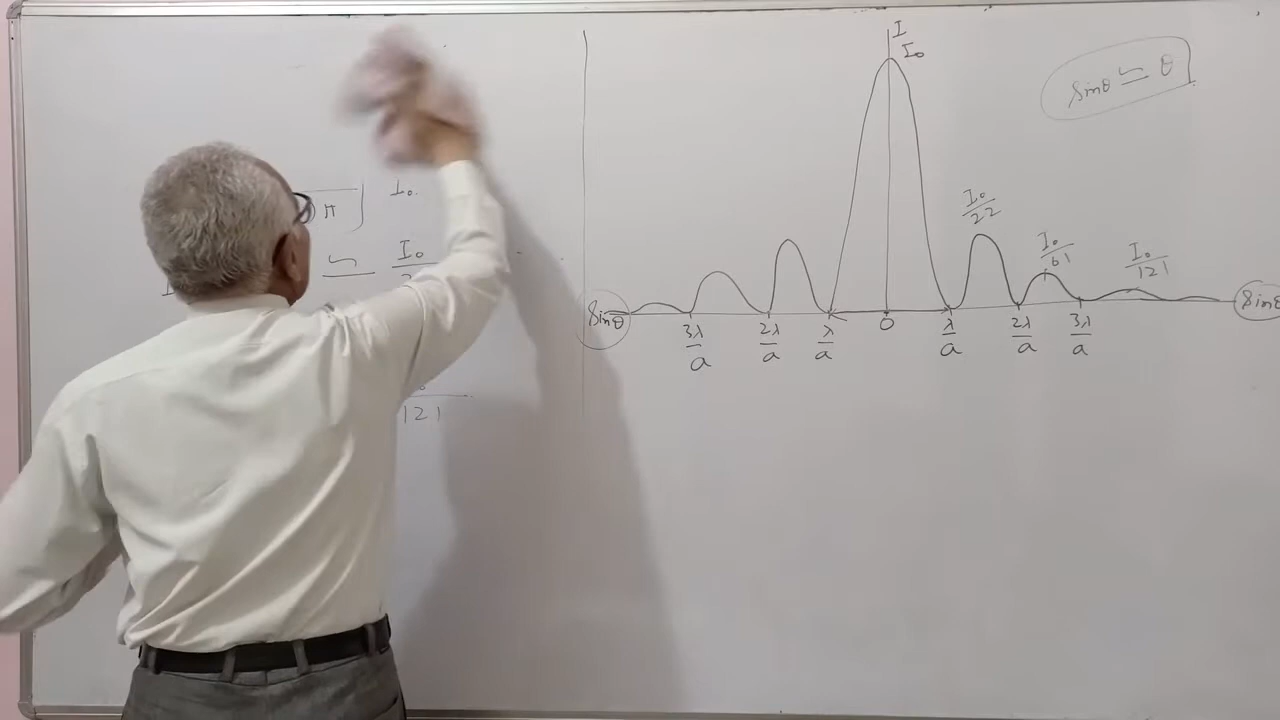 π I₀
≃ I₀
121
I
I₀
sinθ ≃ θ
I₀/22
I₀/61
I₀/121
Sinθ
3λ/a 2λ/a λ/a 0 λ/a 2λ/a 3λ/a
Sinθ